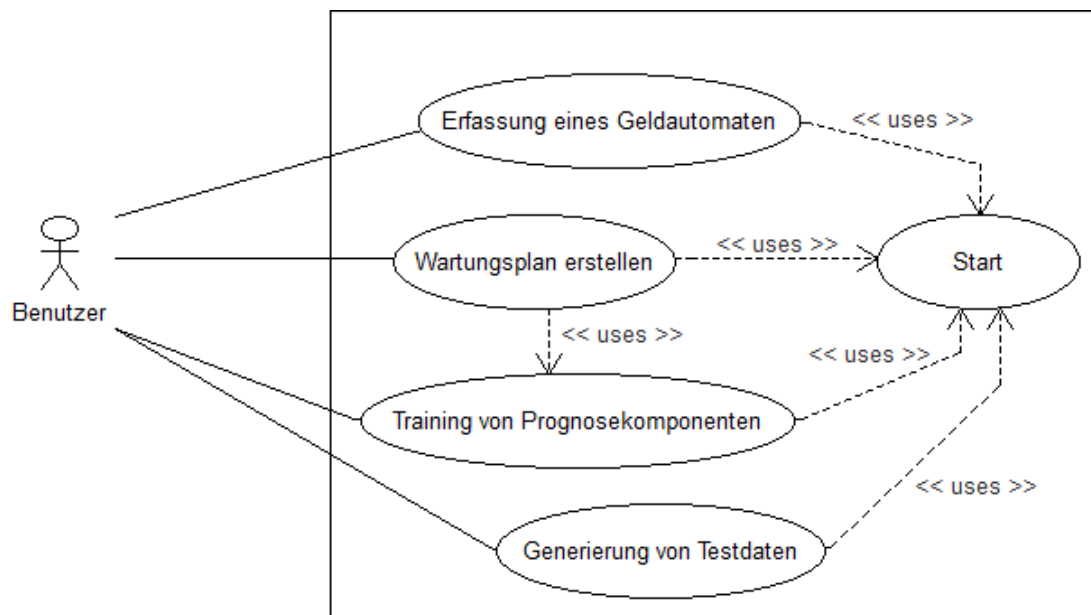 Erfassung eines Geldautomaten
<< uses >>
Benutzer
Wartungsplan erstellen
<< uses >>
Start
<< uses >>
<< uses >>
Training von Prognosekomponenten
<< uses >>
Generierung von Testdaten